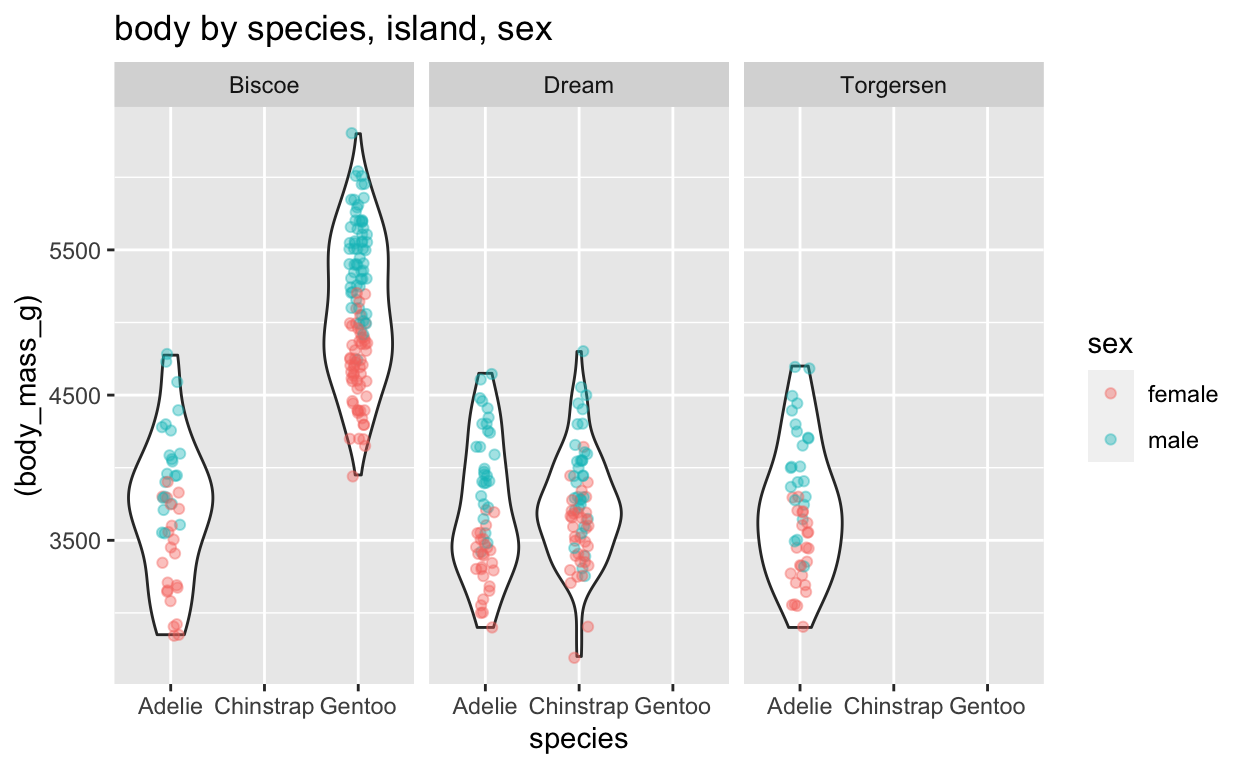 body by species, island, sex
Biscoe Dream Torgersen
5500
4500
3500
(body_mass_g)
Adelie Chinstrap Gentoo Adelie Chinstrap Gentoo Adelie Chinstrap Gentoo
species
sex
female
male